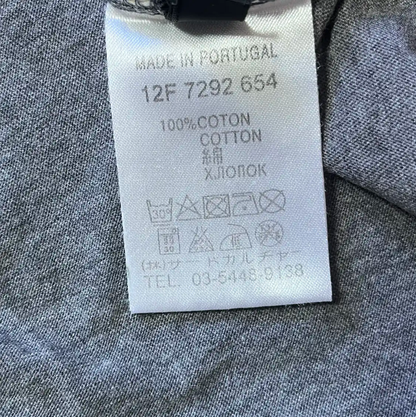 MADE IN PORTUGAL
12F 7292 654
100%COTON
COTTON
綿
ХЛОПОК
30°
(株)サードカルチャー
TEL. 03-5448-9138